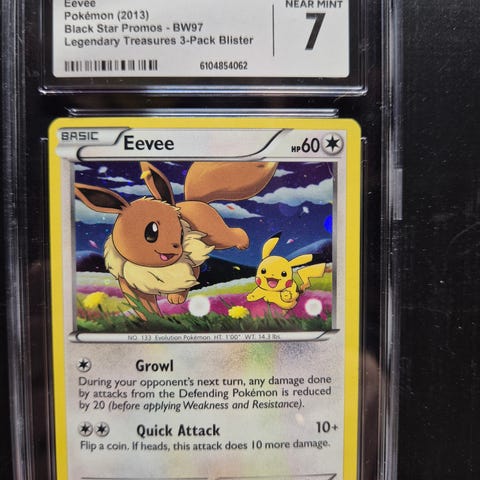 Eevee
Pokémon (2013)
Black Star Promos - BW97
Legendary Treasures 3-Pack Blister
NEAR MINT
7
6104854062
BASIC
Eevee
HP60
NO. 133 Evolution Pokémon HT: 1'00" WT: 14.3 lbs.
Growl
During your opponent's next turn, any damage done
by attacks from the Defending Pokémon is reduced
by 20 (before applying Weakness and Resistance).
Quick Attack 10+
Flip a coin. If heads, this attack does 10 more damage.